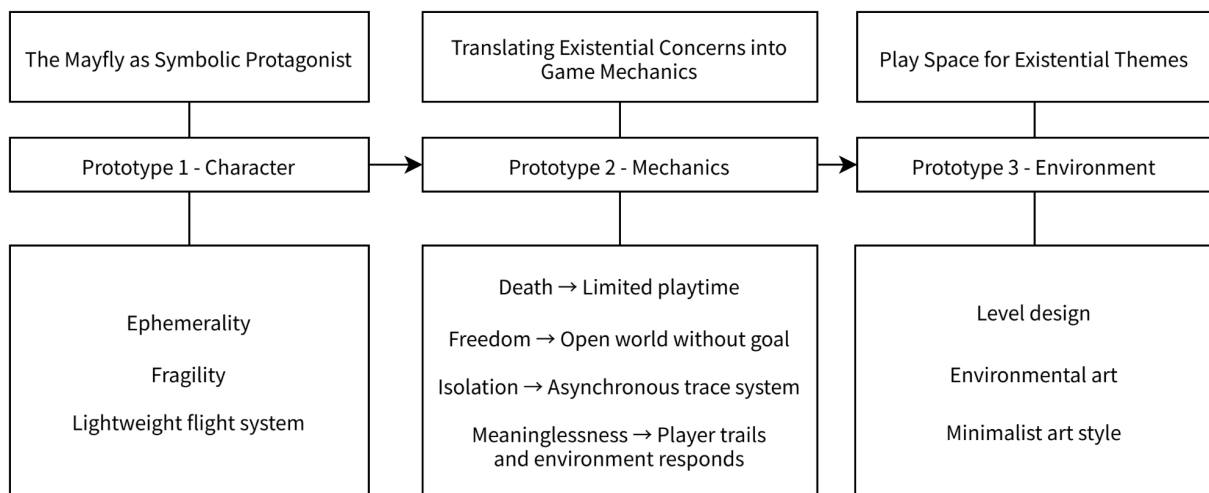 The Mayfly as Symbolic Protagonist
Prototype 1 - Character
Ephemerality
Fragility
Lightweight flight system
Translating Existential Concerns into
Game Mechanics
Prototype 2 - Mechanics
Death → Limited playtime
Freedom → Open world without goal
Isolation → Asynchronous trace system
Meaninglessness → Player trails
and environment responds
Play Space for Existential Themes
Prototype 3 - Environment
Level design
Environmental art
Minimalist art style